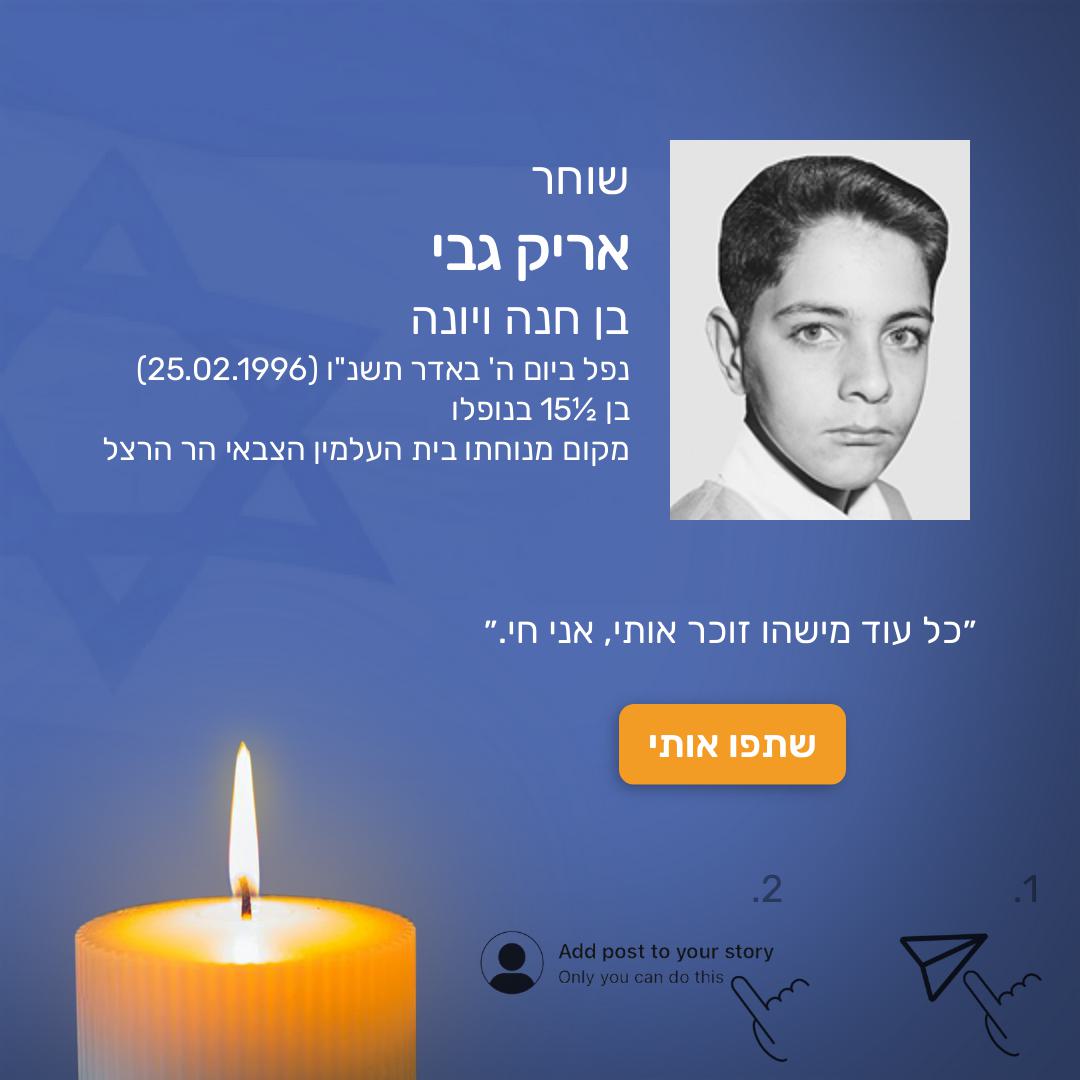 שוחר
אריק גבי
בן חנה ויונה
נפל ביום ה' באדר תשנ"ו (25.02.1996)
בן 15½ בנופלו
מקום מנוחתו בית העלמין הצבאי הר הרצל
"כל עוד מישהו זוכר אותי, אני חי."
שתפו אותי
1.
2.
Add post to your story
Only you can do this